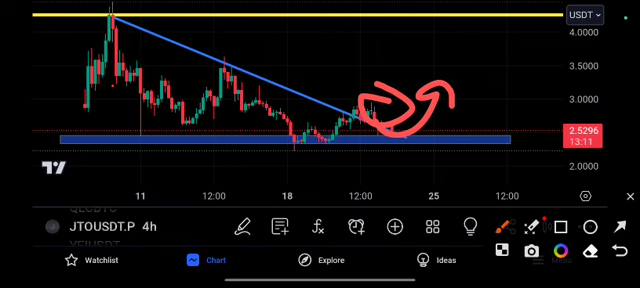 USDT
4.0000
3.5000
3.0000
2.5296
13:11
2.0000
11 12:00 18 12:00 25 12:00
JTOUSDT.P 4h
Watchlist Chart Explore Ideas